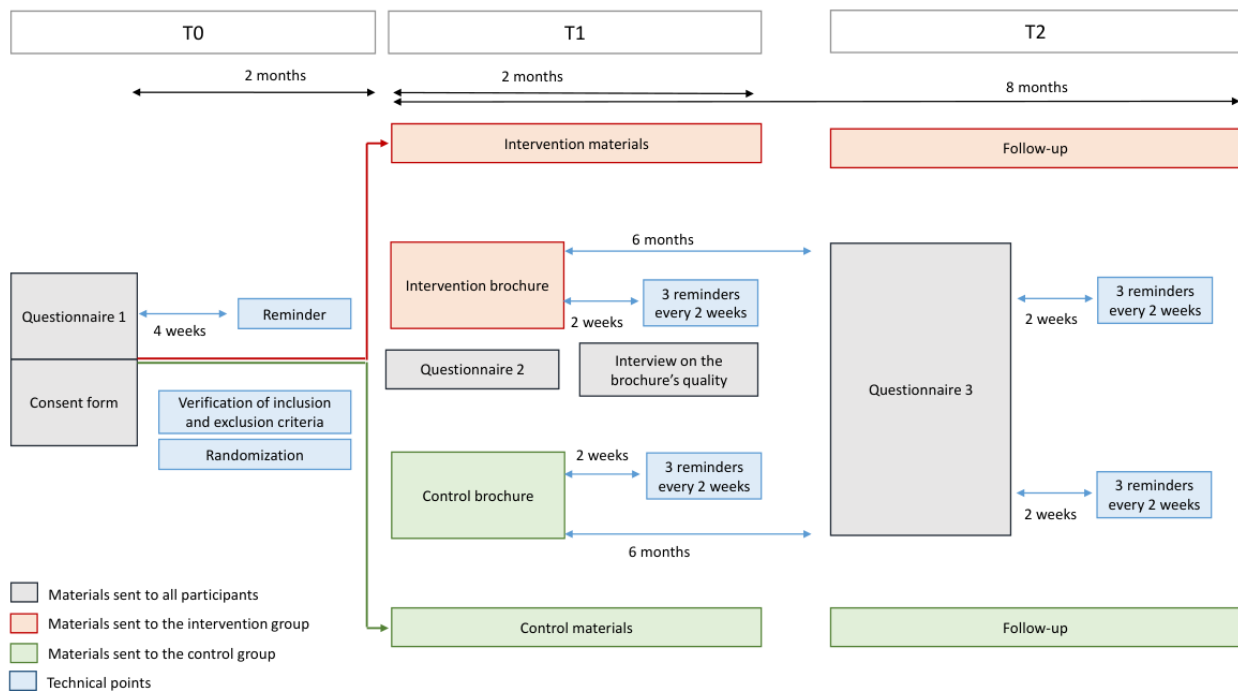 T0
T1
T2
2 months
2 months
8 months
Intervention materials
Follow-up
6 months
Intervention brochure
3 reminders
every 2 weeks
2 weeks
3 reminders
every 2 weeks
2 weeks
Questionnaire 1
Reminder
4 weeks
Consent form
Verification of inclusion
and exclusion criteria
Randomization
Questionnaire 2
Interview on the
brochure's quality
Questionnaire 3
Control brochure
2 weeks
3 reminders
every 2 weeks
6 months
3 reminders
every 2 weeks
2 weeks
Control materials
Follow-up
Materials sent to all participants
Materials sent to the intervention group
Materials sent to the control group
Technical points